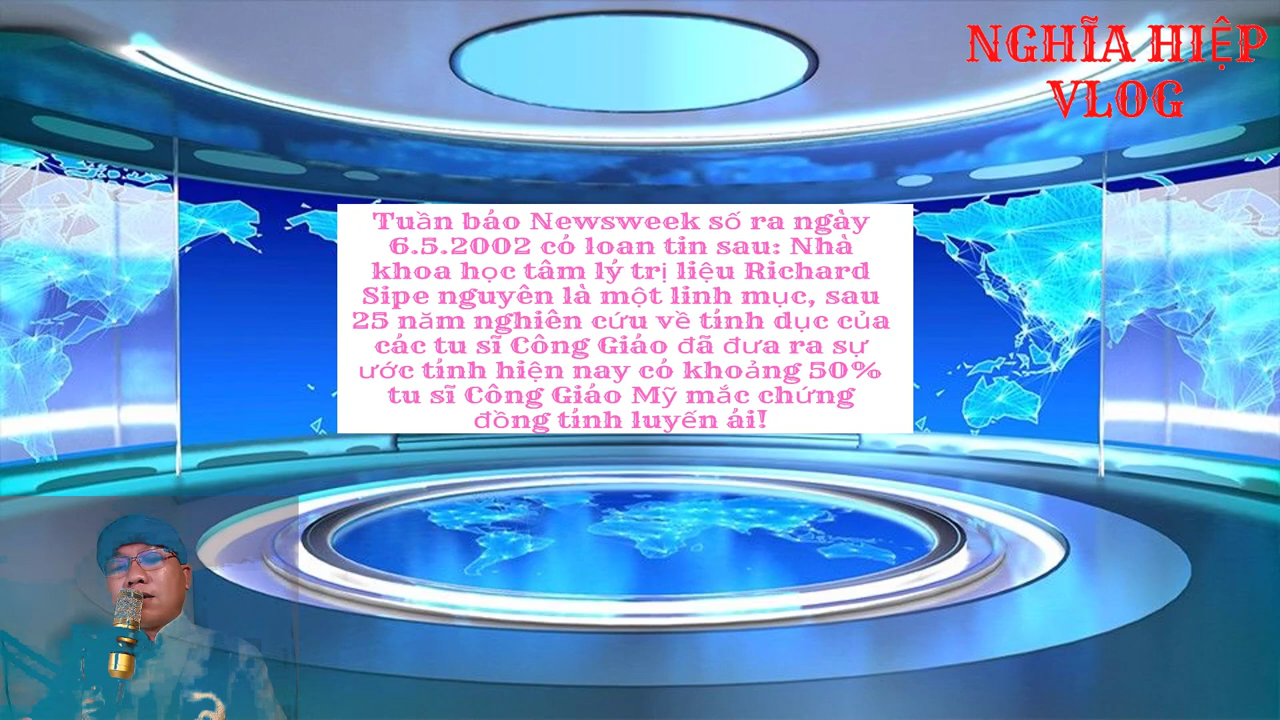 NGHĨA HIỆP
VLOG
Tuần báo Newsweek số ra ngày
6.5.2002 có loan tin sau: Nhà
khoa học tâm lý trị liệu Richard
Sipe nguyên là một linh mục, sau
25 năm nghiên cứu về tính dục của
các tu sĩ Công Giáo đã đưa ra sự
ước tính hiện nay có khoảng 50%
tu sĩ Công Giáo Mỹ mắc chứng
đồng tính luyến ái!